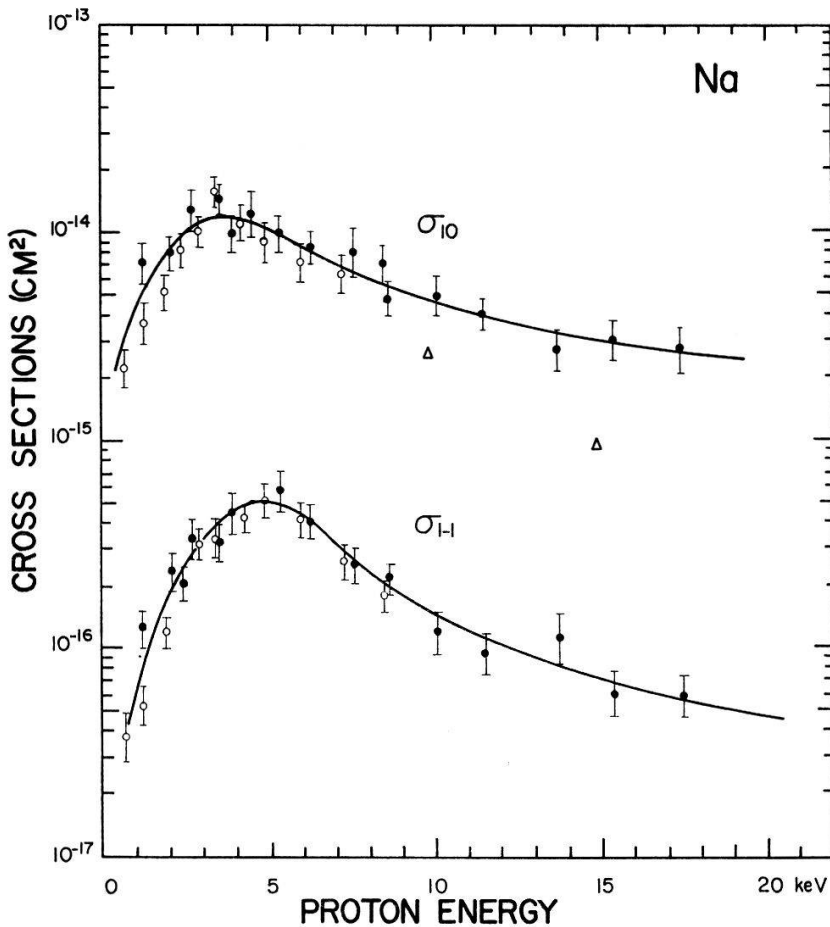 Na
CROSS SECTIONS (CM²)
10⁻¹³
10⁻¹⁴
10⁻¹⁵
10⁻¹⁶
10⁻¹⁷
σ₁₀
σ₁₋₁
0 5 10 15 20 keV
PROTON ENERGY